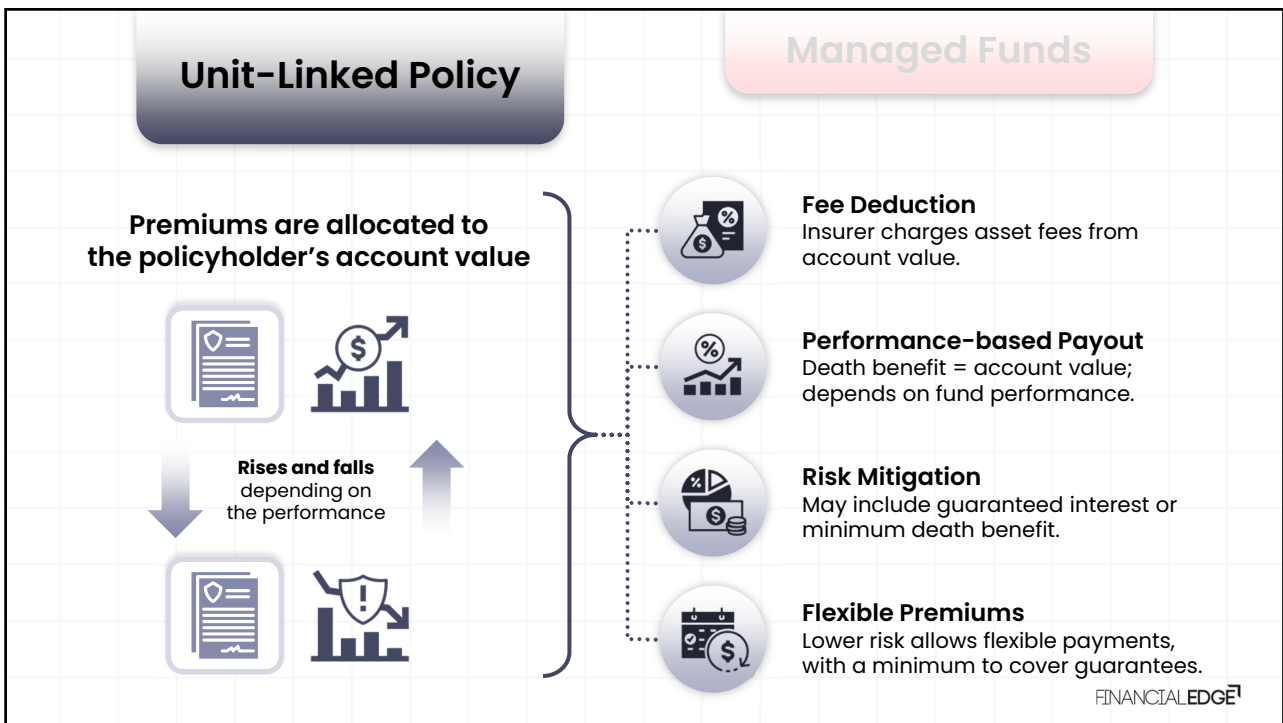 Unit-Linked Policy
Managed Funds
Premiums are allocated to
the policyholder's account value
Rises and falls
depending on
the performance
Fee Deduction
Insurer charges asset fees from
account value.
Performance-based Payout
Death benefit = account value;
depends on fund performance.
Risk Mitigation
May include guaranteed interest or
minimum death benefit.
Flexible Premiums
Lower risk allows flexible payments,
with a minimum to cover guarantees.
FINANCIALEDGE